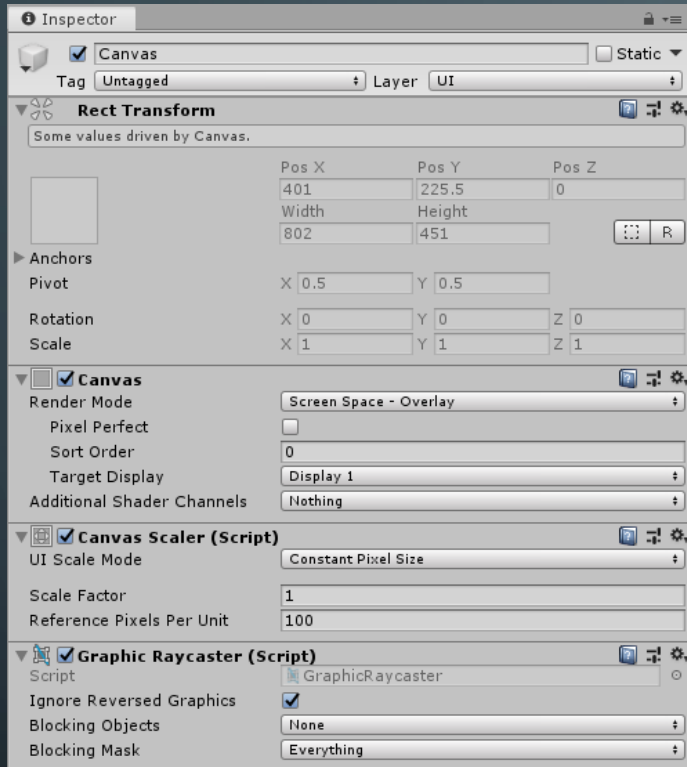 Inspector
Canvas Static
Tag Untagged Layer UI
Rect Transform
Some values driven by Canvas.
Pos X Pos Y Pos Z
401 225.5 0
Width Height
802 451
R
Anchors
Pivot X 0.5 Y 0.5
Rotation X 0 Y 0 Z 0
Scale X 1 Y 1 Z 1
Canvas
Render Mode Screen Space - Overlay
Pixel Perfect
Sort Order 0
Target Display Display 1
Additional Shader Channels Nothing
Canvas Scaler (Script)
UI Scale Mode Constant Pixel Size
Scale Factor 1
Reference Pixels Per Unit 100
Graphic Raycaster (Script)
Script GraphicRaycaster
Ignore Reversed Graphics
Blocking Objects None
Blocking Mask Everything